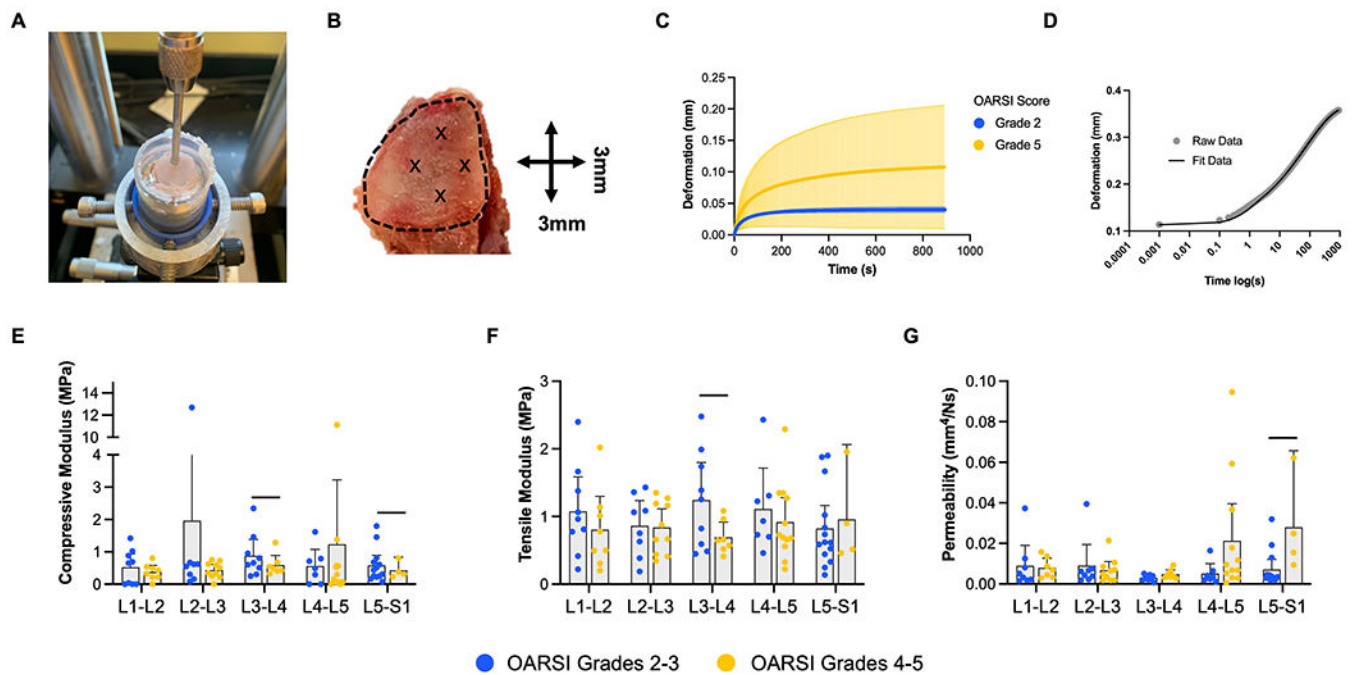 A
B
C
D
X
X
X
X
3mm
3mm
Deformation (mm)
0.25
0.20
0.15
0.10
0.05
0.00
0
200
400
600
800
1000
Time (s)
OARSI Score
Grade 2
Grade 5
Deformation (mm)
0.4
0.3
0.1
Raw Data
Fit Data
0.0001
0.001
0.01
0.1
1
10
100
1000
Time log(s)
E
F
G
Compressive Modulus (MPa)
14
12
10
4
3
2
1
0
L1-L2
L2-L3
L3-L4
L4-L5
L5-S1
Tensile Modulus (MPa)
3
2
1
0
L1-L2
L2-L3
L3-L4
L4-L5
L5-S1
Permeability (mm⁴/Ns)
0.10
0.08
0.06
0.04
0.02
0.00
L1-L2
L2-L3
L3-L4
L4-L5
L5-S1
OARSI Grades 2-3
OARSI Grades 4-5